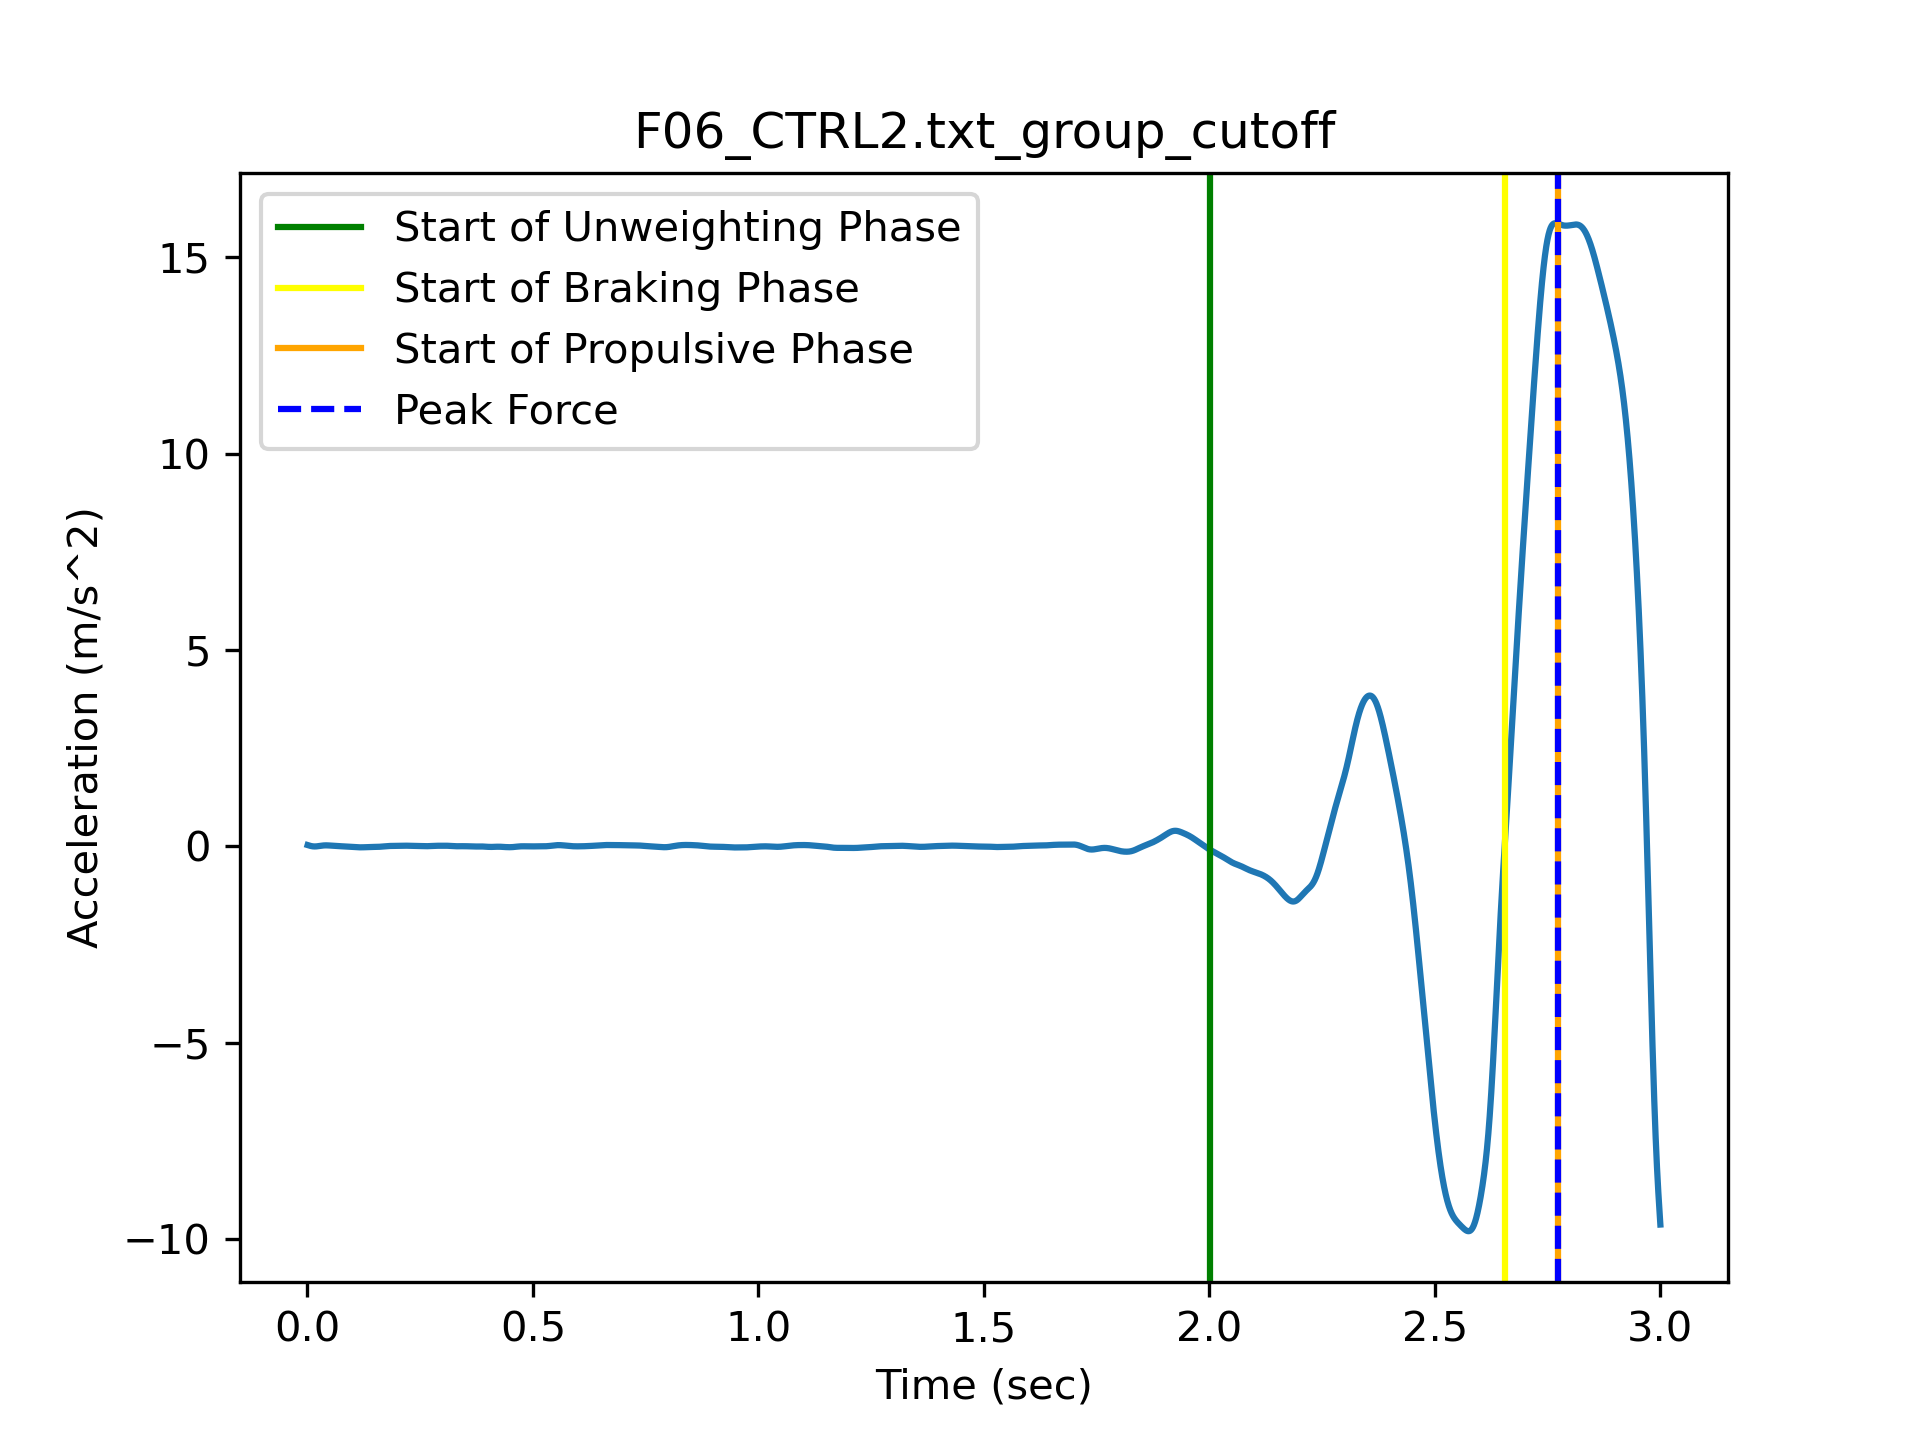 F06_CTRL2.txt_group_cutoff
Start of Unweighting Phase
Start of Braking Phase
Start of Propulsive Phase
Peak Force
Acceleration (m/s^2)
15
10
5
0
−5
−10
0.0 0.5 1.0 1.5 2.0 2.5 3.0
Time (sec)